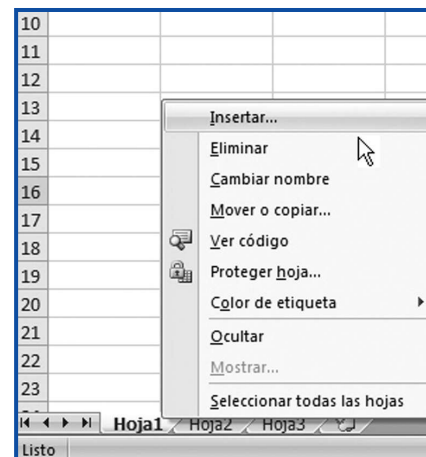 10
11
12
13
Insertar...
14
Eliminar
15
Cambiar nombre
16
Mover o copiar...
17
Ver código
18
Proteger hoja...
19
Color de etiqueta
20
Ocultar
21
Mostrar...
22
23
Seleccionar todas las hojas
Hoja1 Hoja2 Hoja3
Listo